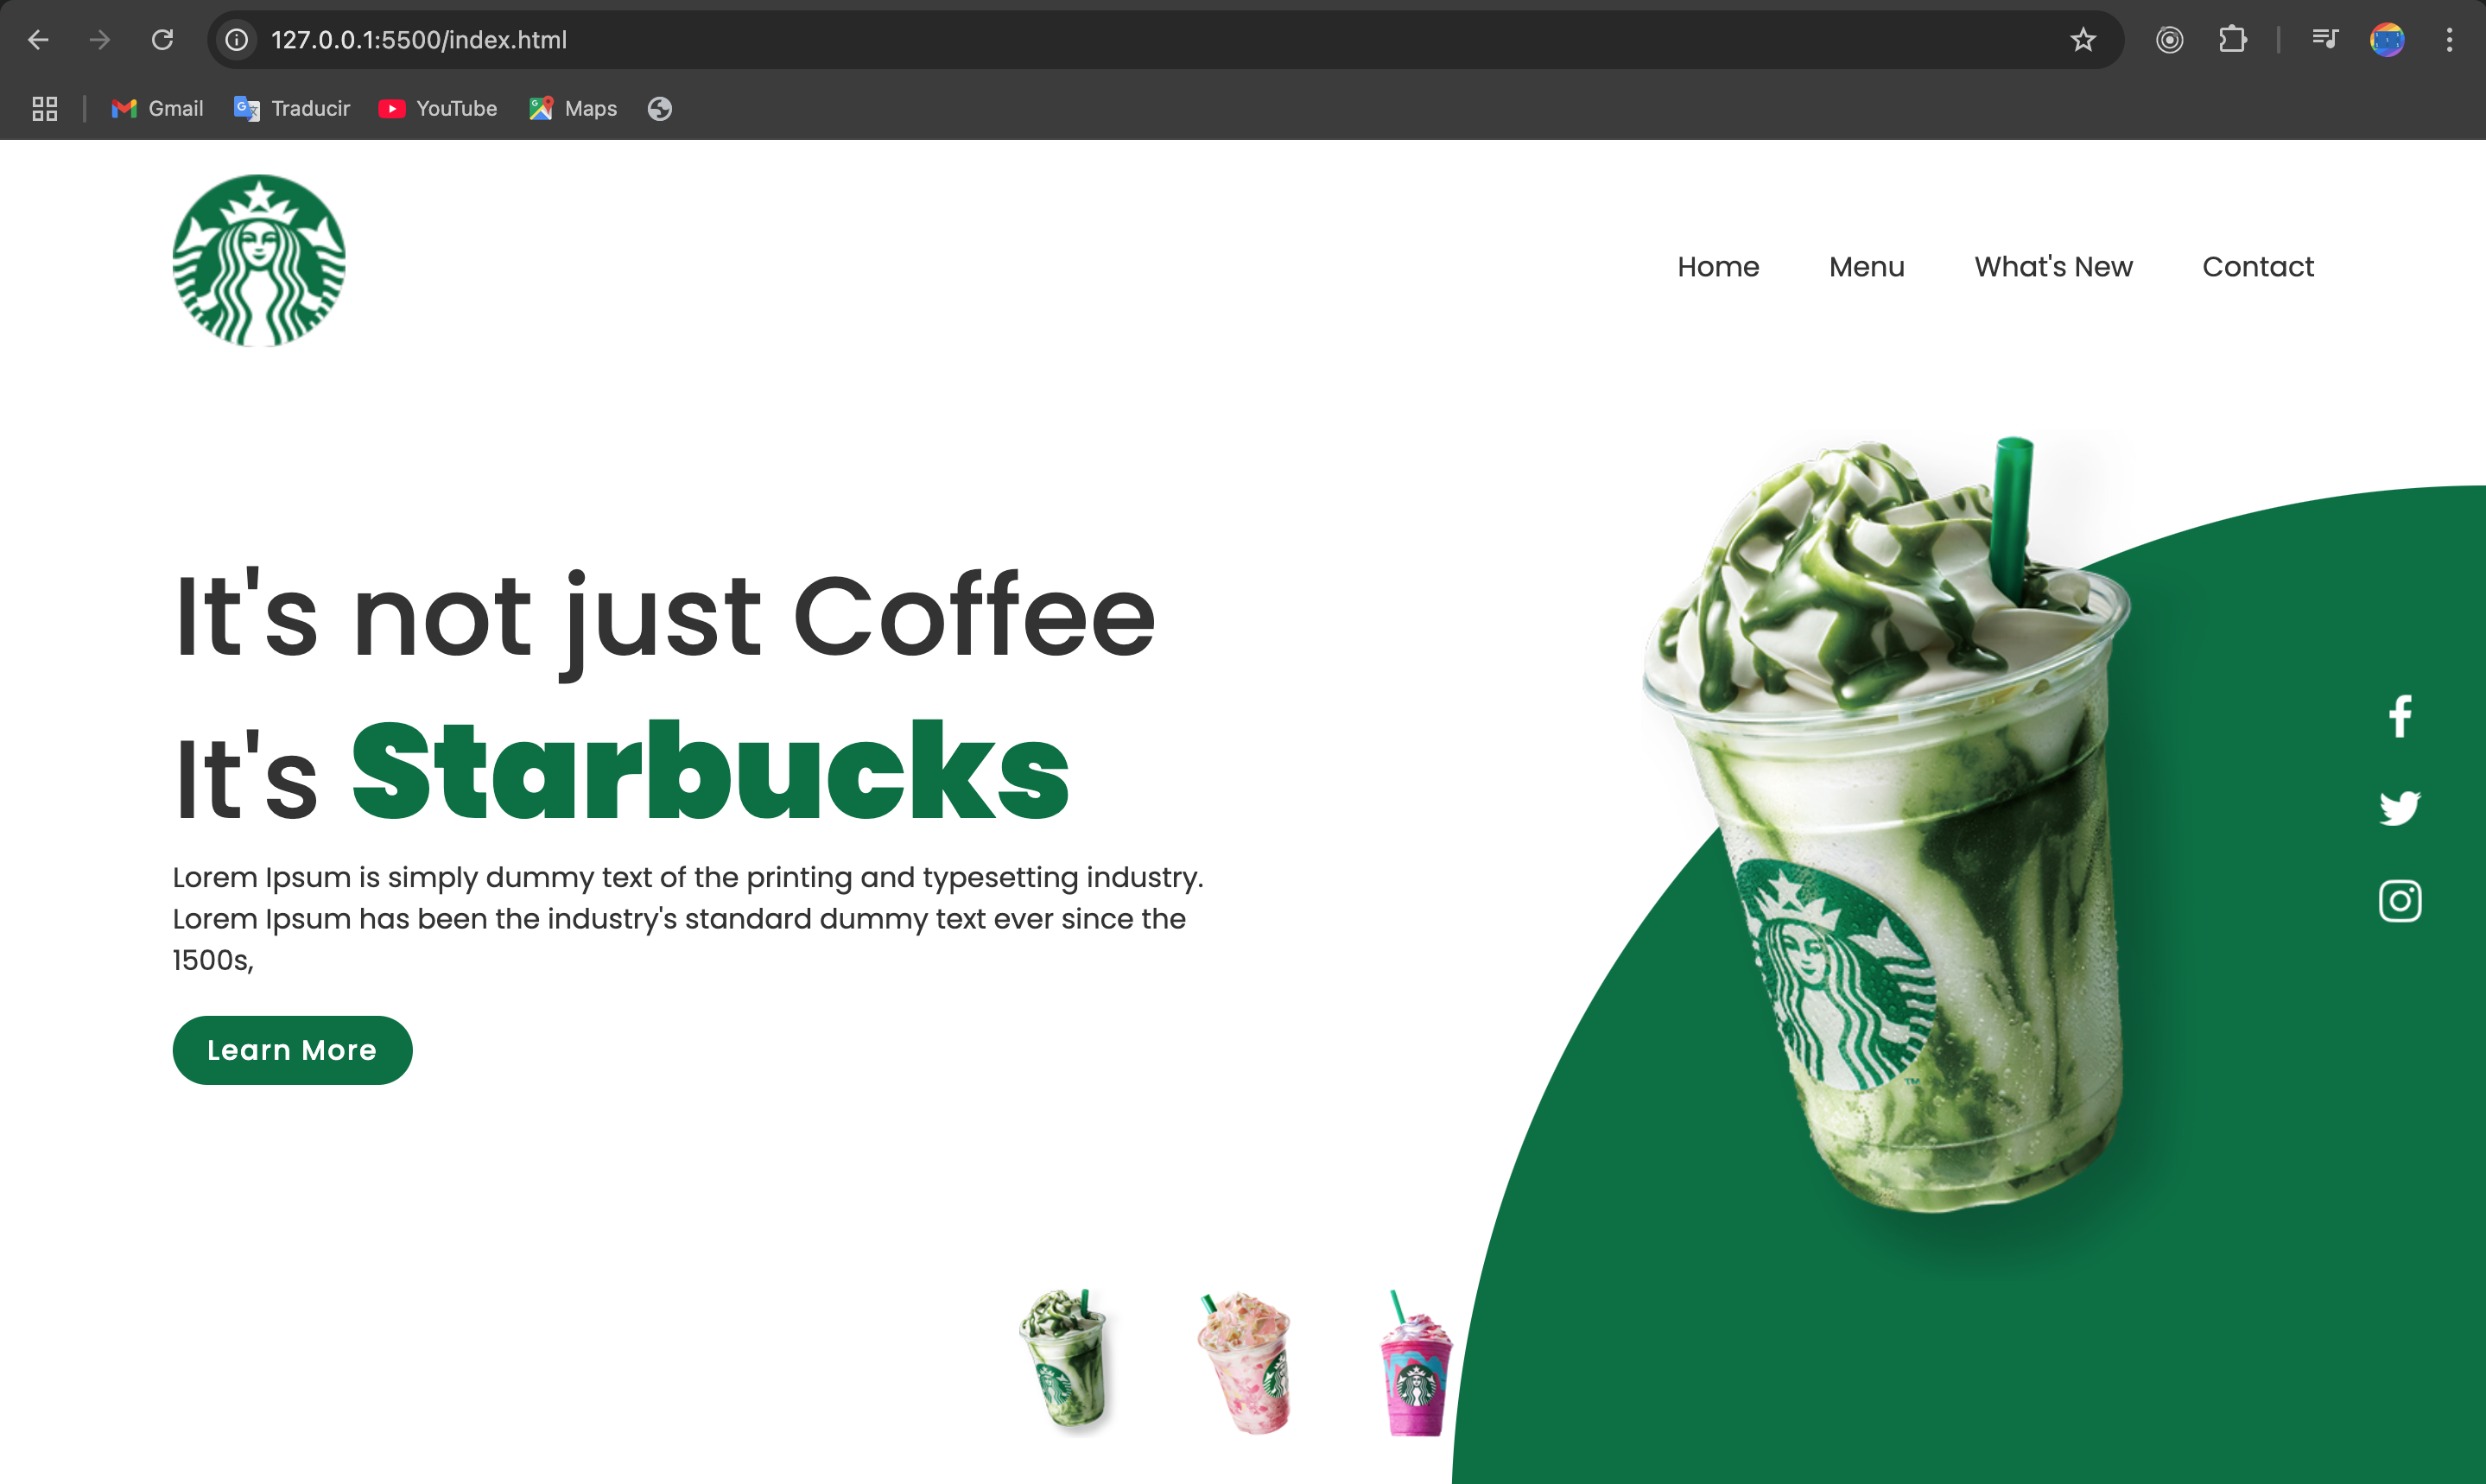 127.0.0.1:5500/index.html
Gmail
Traducir
YouTube
Maps
Home
Menu
What's New
Contact
It's not just Coffee
It's Starbucks
Lorem Ipsum is simply dummy text of the printing and typesetting industry.
Lorem Ipsum has been the industry's standard dummy text ever since the
1500s,
Learn More
TM